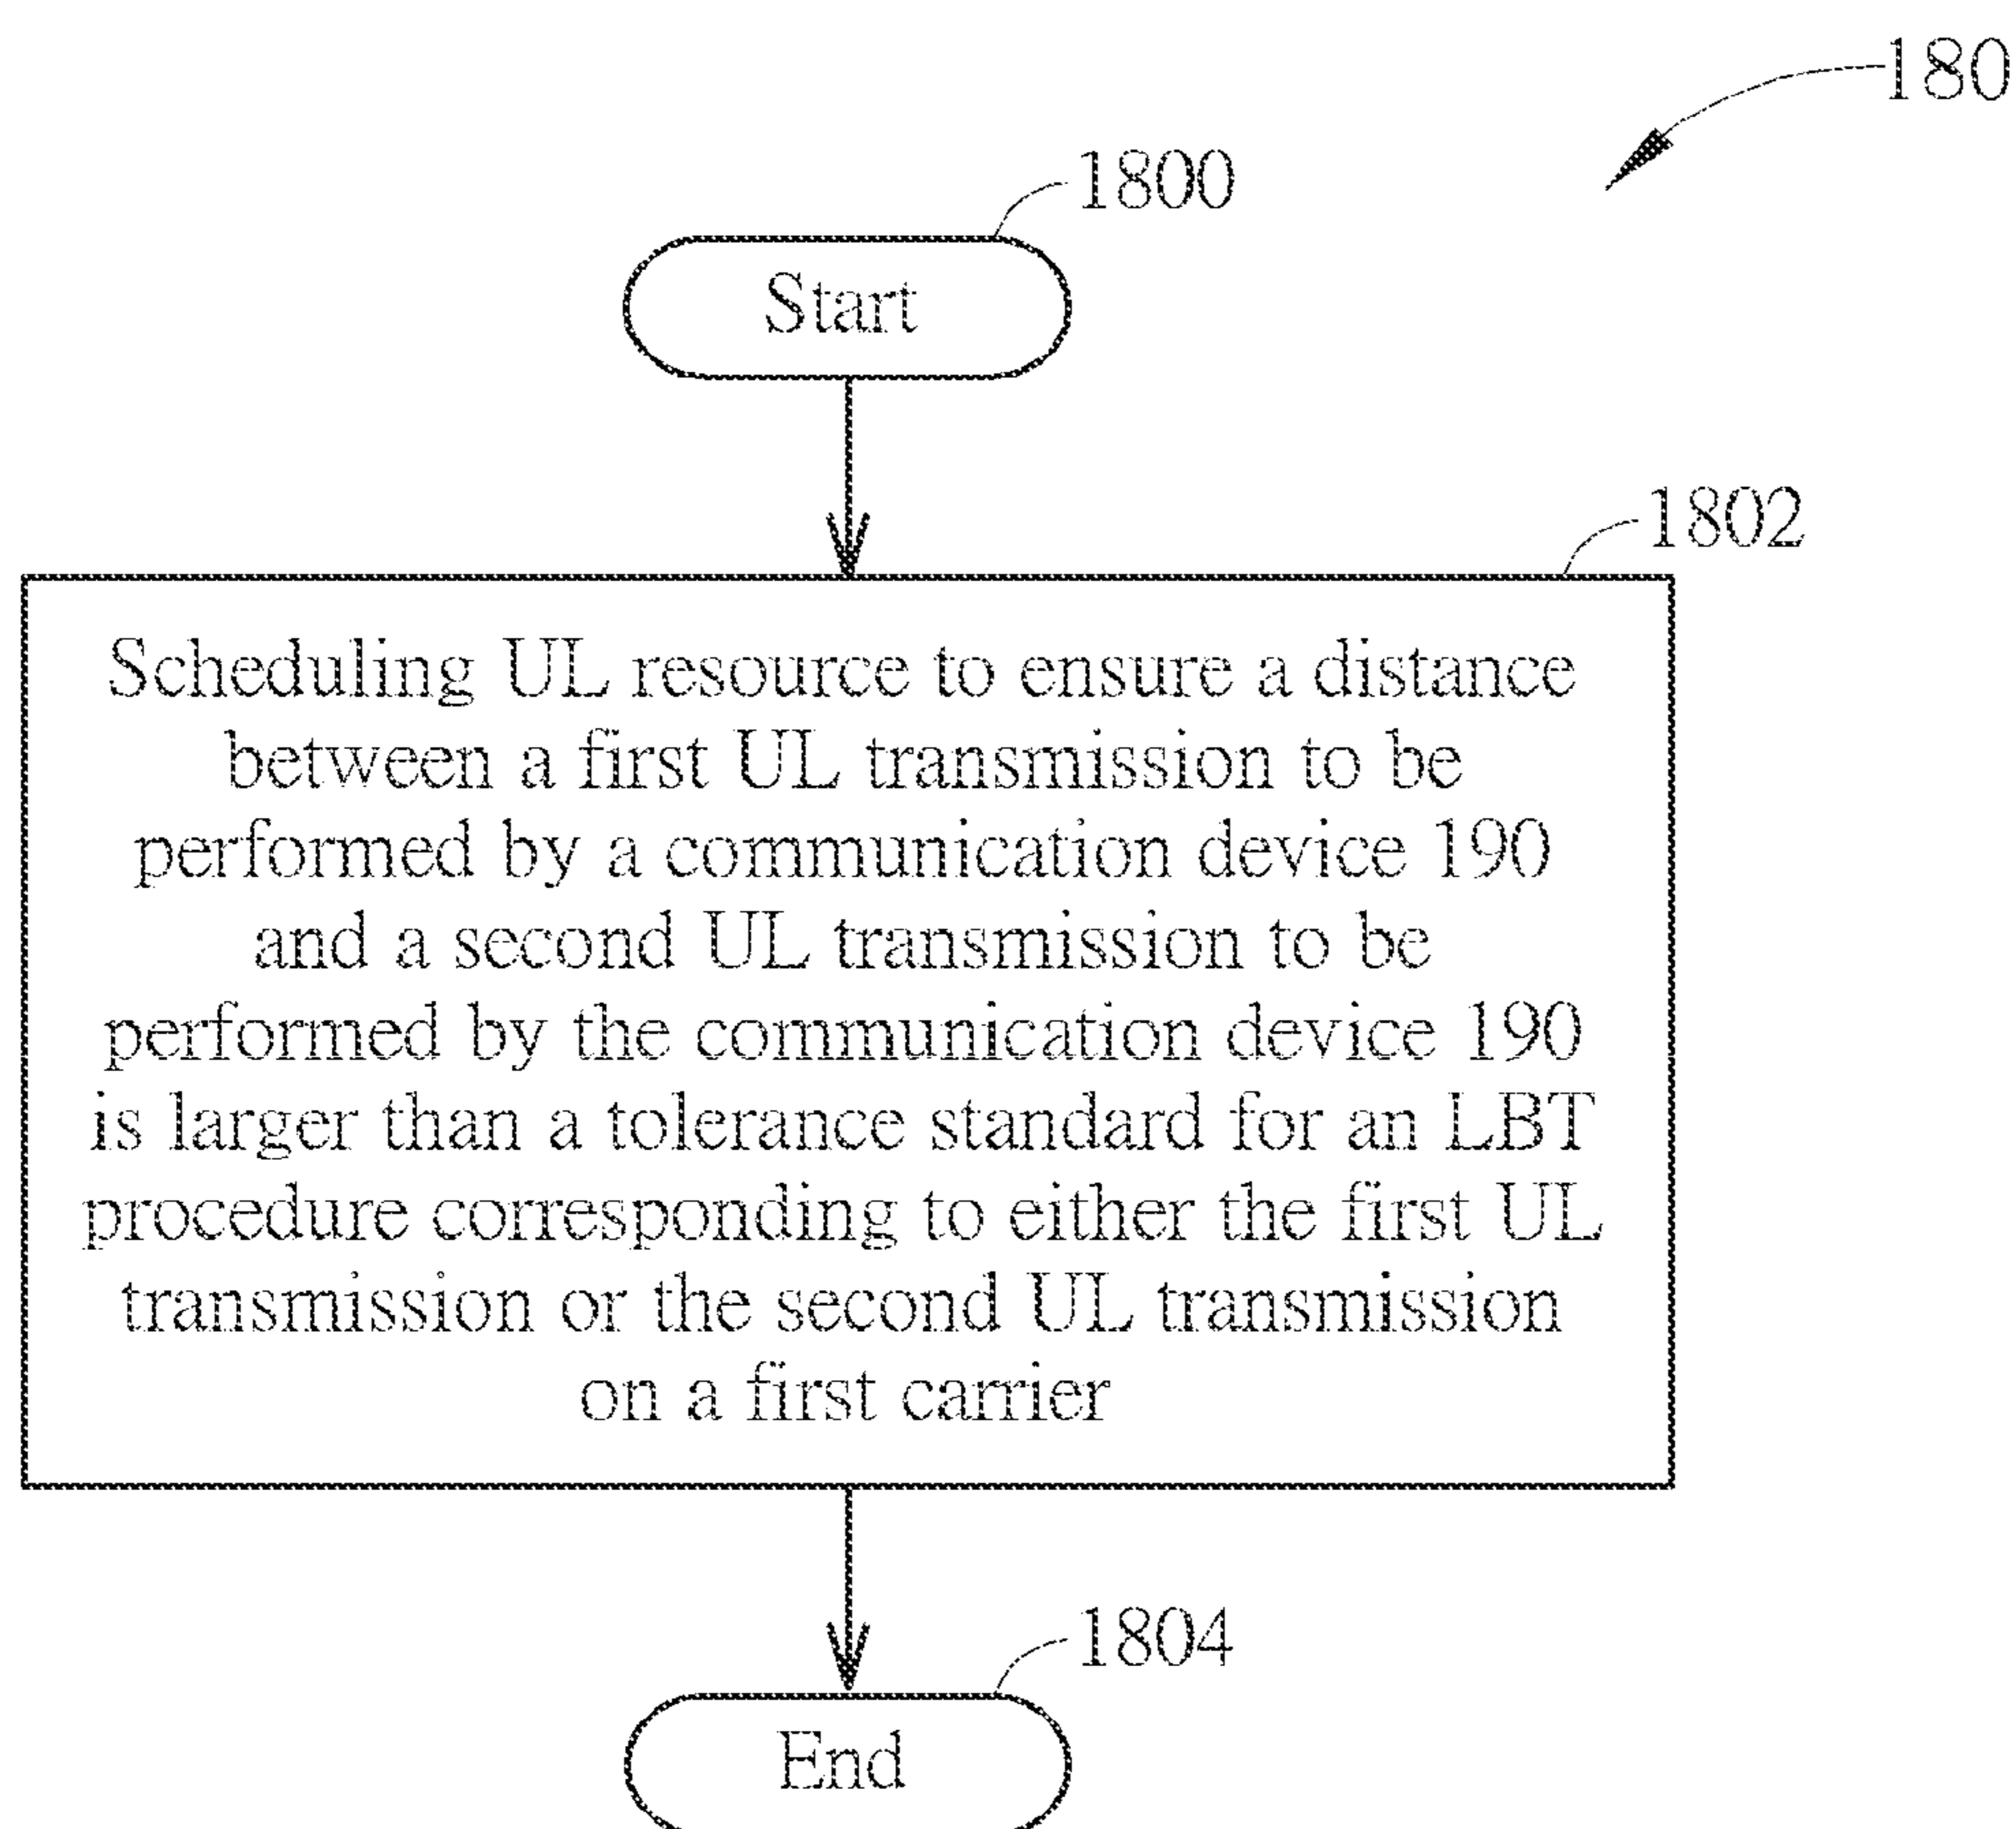 180
1800
Start
1802
Scheduling UL resource to ensure a distance
between a first UL transmission to be
performed by a communication device 190
and a second UL transmission to be
performed by the communication device 190
is larger than a tolerance standard for an LBT
procedure corresponding to either the first UL
transmission or the second UL transmission
on a first carrier
1804
End